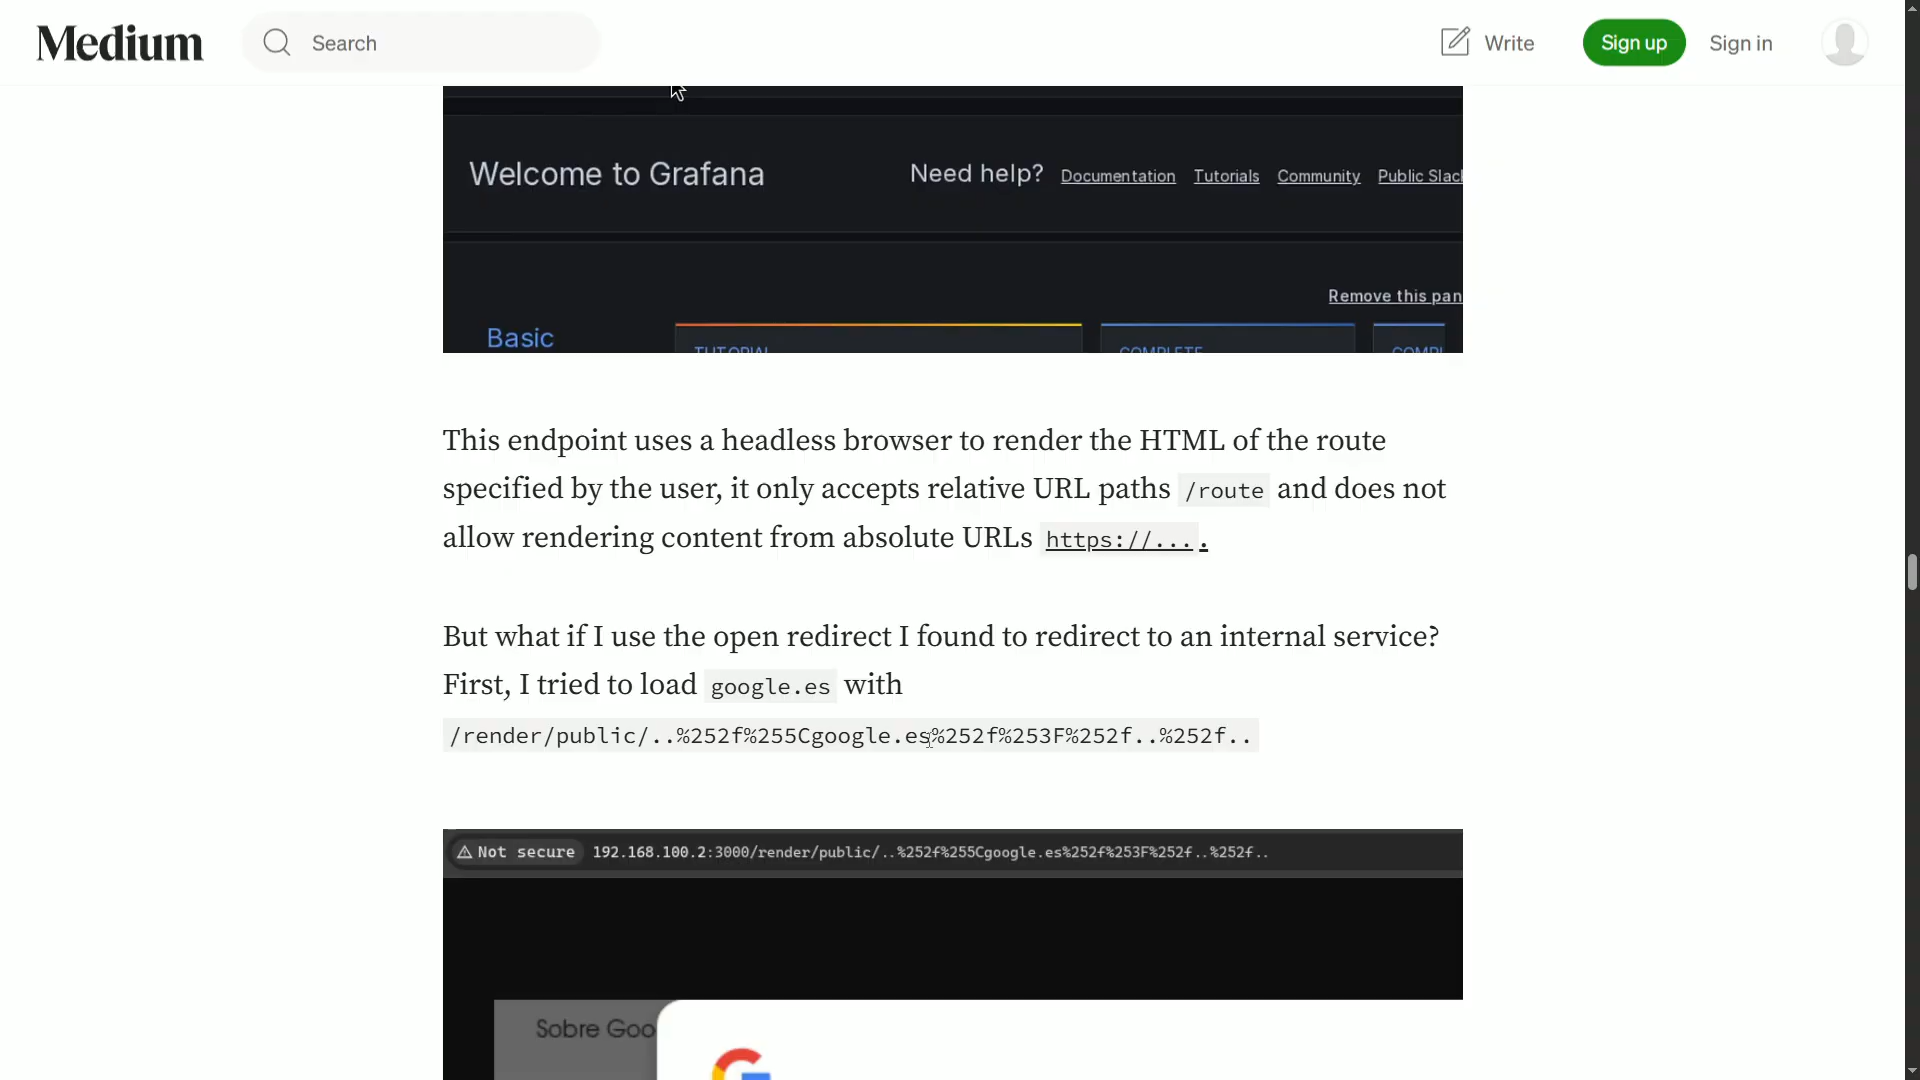 Medium
Search
Write
Sign up
Sign in
Welcome to Grafana
Need help? Documentation Tutorials Community Public Slack
Remove this pan
Basic
TUTORIAL
COMPLETE
COMPL
This endpoint uses a headless browser to render the HTML of the route
specified by the user, it only accepts relative URL paths /route and does not
allow rendering content from absolute URLs https://... .
But what if I use the open redirect I found to redirect to an internal service?
First, I tried to load google.es with
/render/public/..%252f%255Cgoogle.es%252f%253F%252f..%252f..
Not secure 192.168.100.2:3000/render/public/..%252f%255Cgoogle.es%252f%253F%252f..%252f..
Sobre Goo